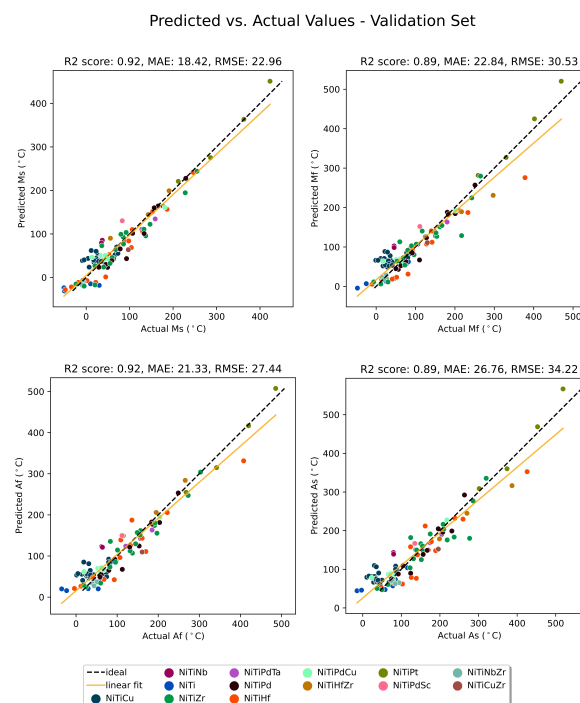 Predicted vs. Actual Values - Validation Set
R2 score: 0.92, MAE: 18.42, RMSE: 22.96
Predicted Ms (°C)
400
300
200
100
0
0 100 200 300 400
Actual Ms (°C)
R2 score: 0.89, MAE: 22.84, RMSE: 30.53
Predicted Mf (°C)
500
400
300
200
100
0
0 100 200 300 400 500
Actual Mf (°C)
R2 score: 0.92, MAE: 21.33, RMSE: 27.44
Predicted Af (°C)
500
400
300
200
100
0
0 100 200 300 400 500
Actual Af (°C)
R2 score: 0.89, MAE: 26.76, RMSE: 34.22
Predicted As (°C)
500
400
300
200
100
0
0 100 200 300 400 500
Actual As (°C)
ideal NiTiNb NiTiPdTa NiTiPdCu NiTiPt NiTiNbZr
linear fit NiTi NiTiPd NiTiHfZr NiTiPdSc NiTiCuZr
NiTiCu NiTiZr NiTiHf